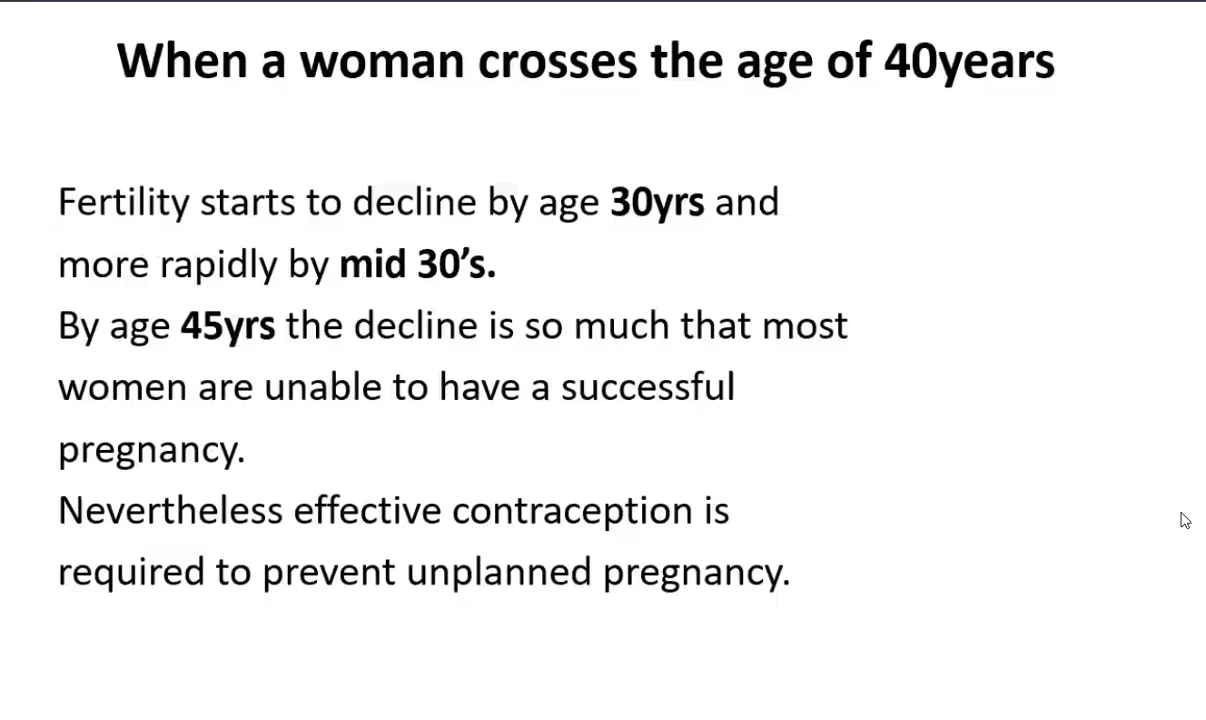 When a woman crosses the age of 40years
Fertility starts to decline by age 30yrs and
more rapidly by mid 30’s.
By age 45yrs the decline is so much that most
women are unable to have a successful
pregnancy.
Nevertheless effective contraception is
required to prevent unplanned pregnancy.